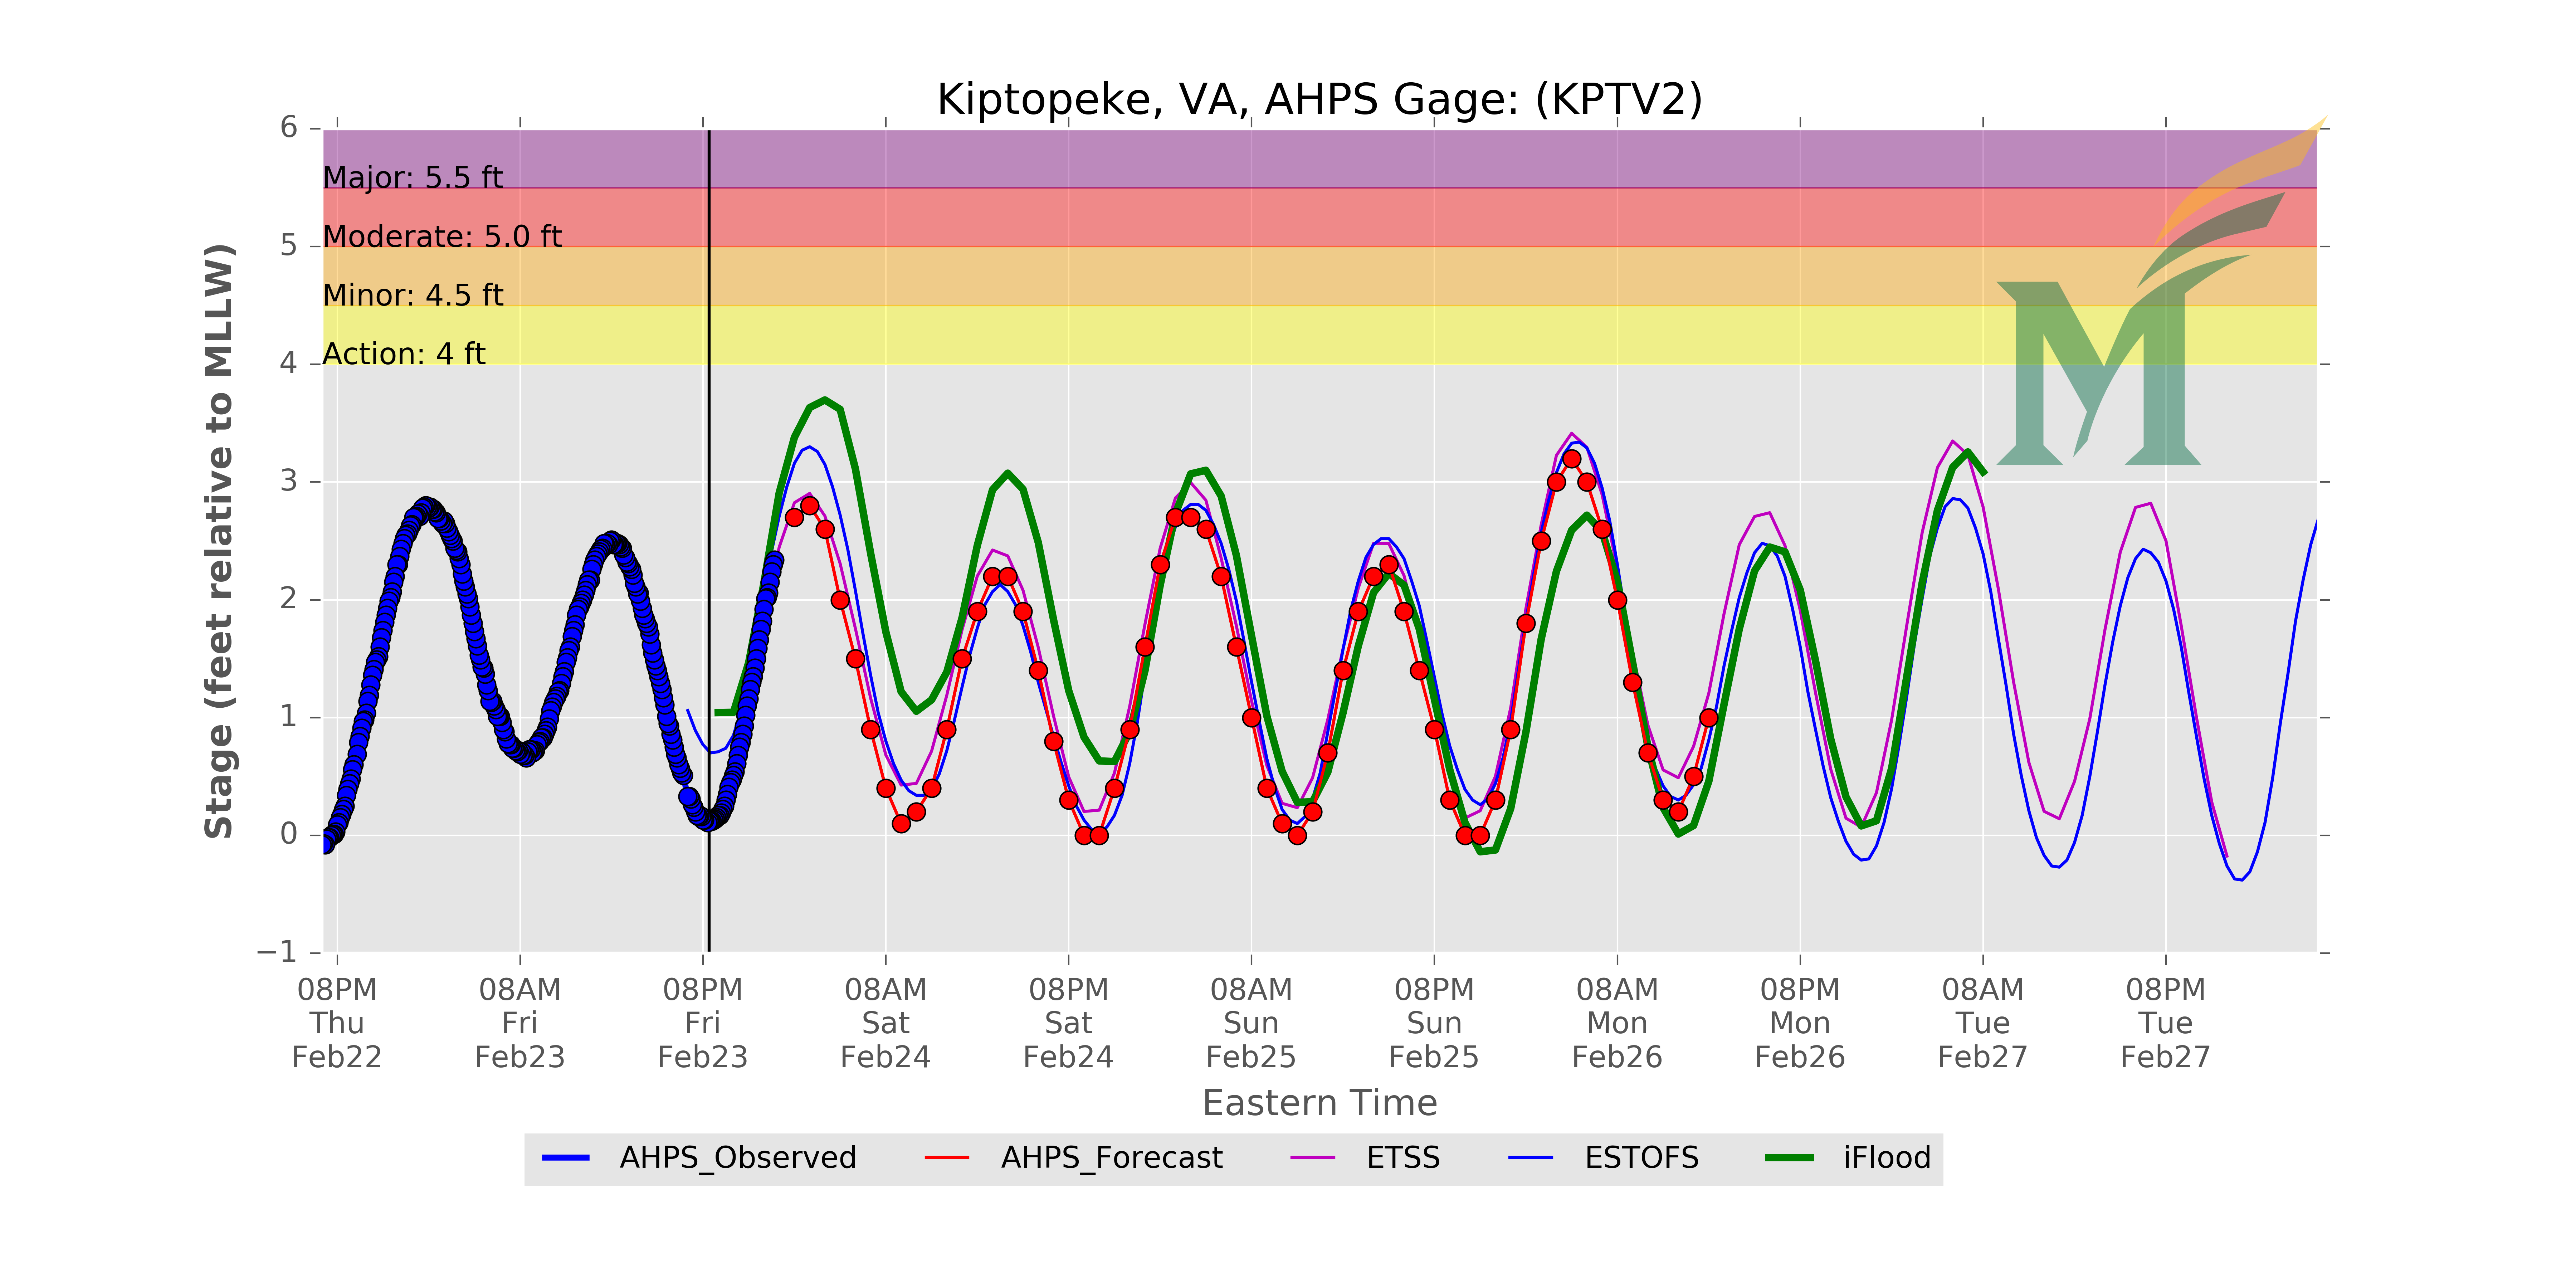 Kiptopeke, VA, AHPS Gage: (KPTV2)
Stage (feet relative to MLLW)
6
5
4
3
2
1
0
−1
Major: 5.5 ft
Moderate: 5.0 ft
Minor: 4.5 ft
Action: 4 ft
M
08PM 08AM 08PM 08AM 08PM 08AM 08PM 08AM 08PM 08AM 08PM
Thu Fri Fri Sat Sat Sun Sun Mon Mon Tue Tue
Feb22 Feb23 Feb23 Feb24 Feb24 Feb25 Feb25 Feb26 Feb26 Feb27 Feb27
Eastern Time
AHPS_Observed AHPS_Forecast ETSS ESTOFS iFlood